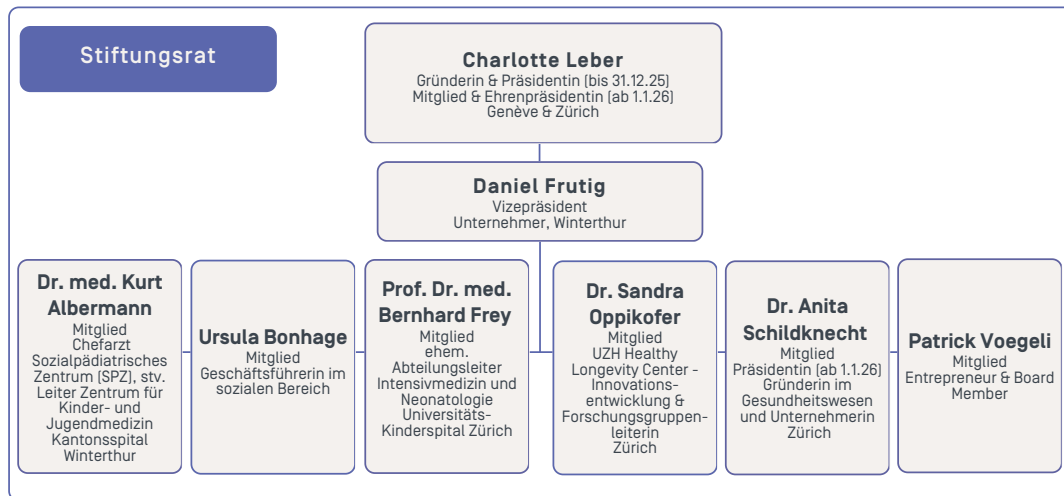 Stiftungsrat
Charlotte Leber
Gründerin & Präsidentin (bis 31.12.25)
Mitglied & Ehrenpräsidentin (ab 1.1.26)
Genève & Zürich
Daniel Frutig
Vizepräsident
Unternehmer, Winterthur
Dr. med. Kurt
Albermann
Mitglied
Chefarzt
Sozialpädiatrisches
Zentrum (SPZ), stv.
Leiter Zentrum für
Kinder- und
Jugendmedizin
Kantonsspital
Winterthur
Ursula Bonhage
Mitglied
Geschäftsführerin im
sozialen Bereich
Prof. Dr. med.
Bernhard Frey
Mitglied
ehem.
Abteilungsleiter
Intensivmedizin und
Neonatologie
Universitäts-
Kinderspital Zürich
Dr. Sandra
Oppikofer
Mitglied
UZH Healthy
Longevity Center -
Innovations-
entwicklung &
Forschungsgruppen-
leiterin
Zürich
Dr. Anita
Schildknecht
Mitglied
Präsidentin (ab 1.1.26)
Gründerin im
Gesundheitswesen
und Unternehmerin
Zürich
Patrick Voegeli
Mitglied
Entrepreneur & Board
Member